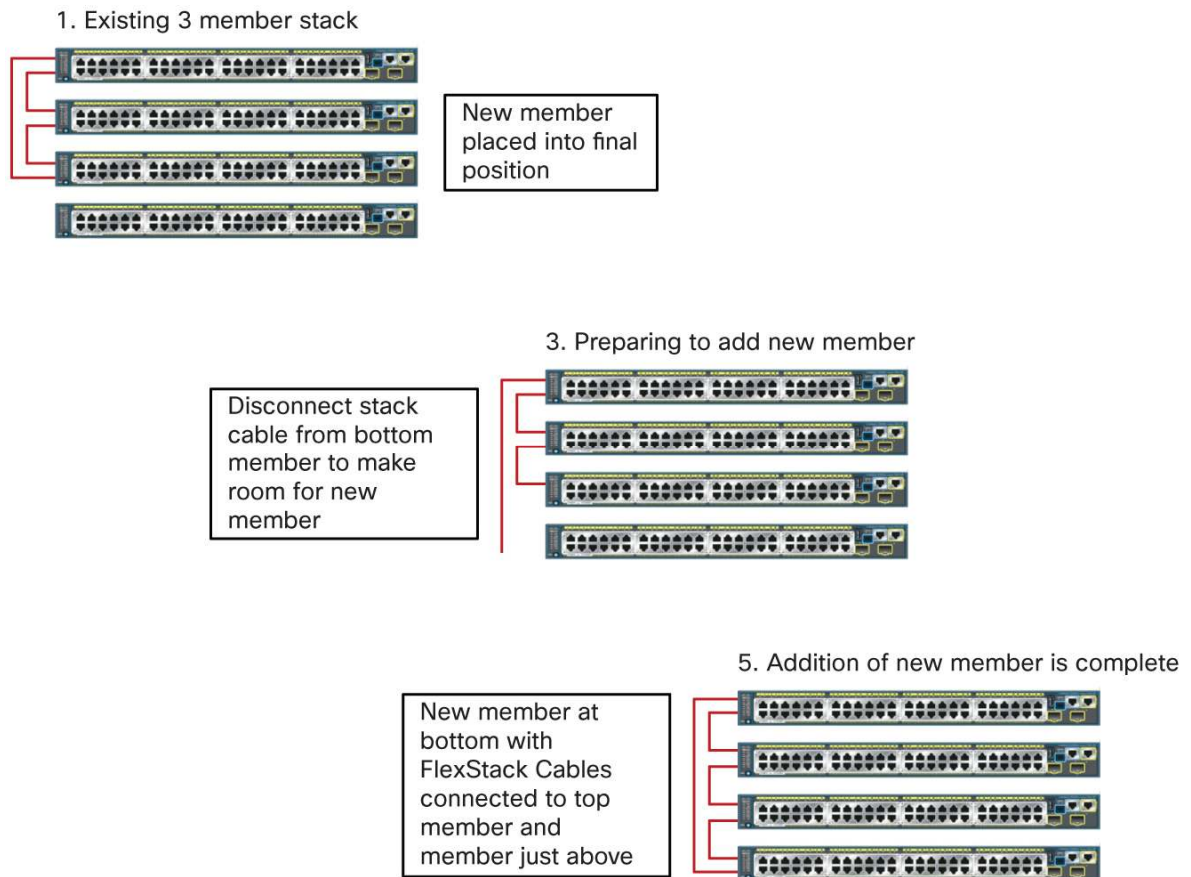 1. Existing 3 member stack
New member
placed into final
position
3. Preparing to add new member
Disconnect stack
cable from bottom
member to make
room for new
member
5. Addition of new member is complete
New member at
bottom with
FlexStack Cables
connected to top
member and
member just above